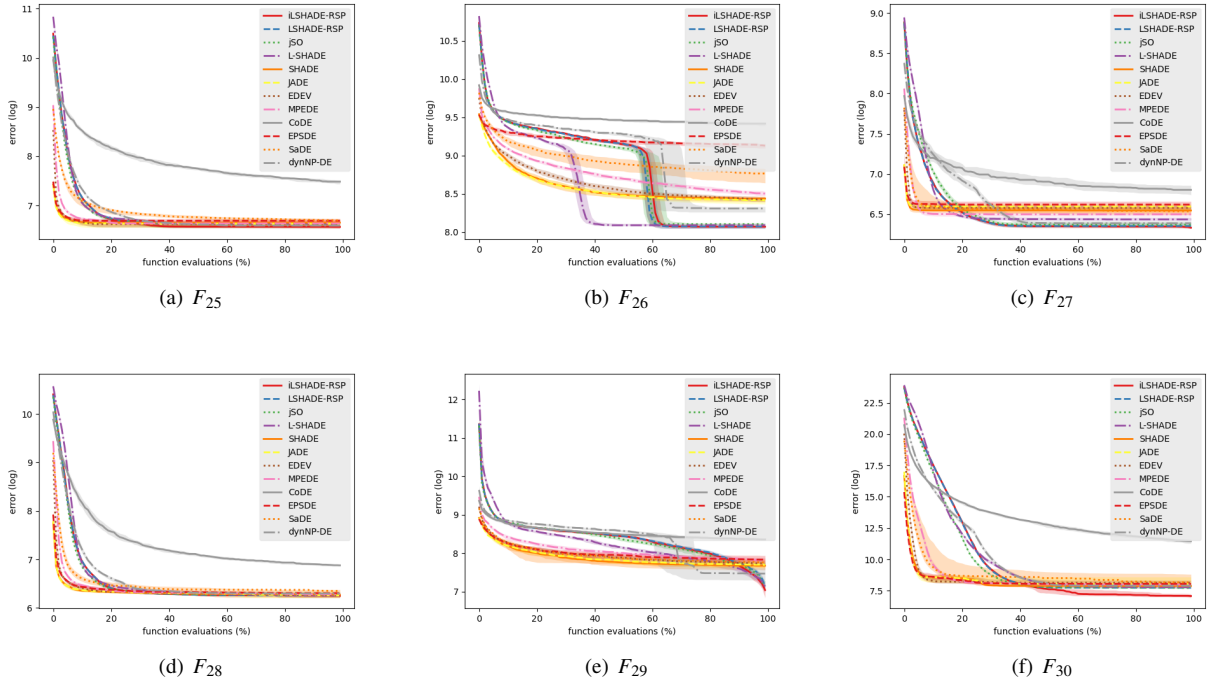 11
10
9
8
7
error (log)
0 20 40 60 80 100
function evaluations (%)
iLSHADE-RSP
LSHADE-RSP
jSO
L-SHADE
SHADE
JADE
EDEV
MPEDE
CoDE
EPSDE
SaDE
dynNP-DE
(a) F25
10.5
10.0
9.5
9.0
8.5
8.0
error (log)
0 20 40 60 80 100
function evaluations (%)
iLSHADE-RSP
LSHADE-RSP
jSO
L-SHADE
SHADE
JADE
EDEV
MPEDE
CoDE
EPSDE
SaDE
dynNP-DE
(b) F26
9.0
8.5
8.0
7.5
7.0
6.5
error (log)
0 20 40 60 80 100
function evaluations (%)
iLSHADE-RSP
LSHADE-RSP
jSO
L-SHADE
SHADE
JADE
EDEV
MPEDE
CoDE
EPSDE
SaDE
dynNP-DE
(c) F27
10
9
8
7
6
error (log)
0 20 40 60 80 100
function evaluations (%)
iLSHADE-RSP
LSHADE-RSP
jSO
L-SHADE
SHADE
JADE
EDEV
MPEDE
CoDE
EPSDE
SaDE
dynNP-DE
(d) F28
12
11
10
9
8
7
error (log)
0 20 40 60 80 100
function evaluations (%)
iLSHADE-RSP
LSHADE-RSP
jSO
L-SHADE
SHADE
JADE
EDEV
MPEDE
CoDE
EPSDE
SaDE
dynNP-DE
(e) F29
22.5
20.0
17.5
15.0
12.5
10.0
7.5
error (log)
0 20 40 60 80 100
function evaluations (%)
iLSHADE-RSP
LSHADE-RSP
jSO
L-SHADE
SHADE
JADE
EDEV
MPEDE
CoDE
EPSDE
SaDE
dynNP-DE
(f) F30